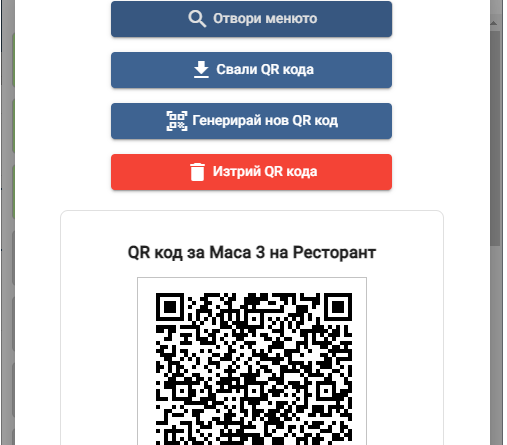 Отвори менюто
Свали QR кода
Генерирай нов QR код
Изтрий QR кода
QR код за Маса 3 на Ресторант